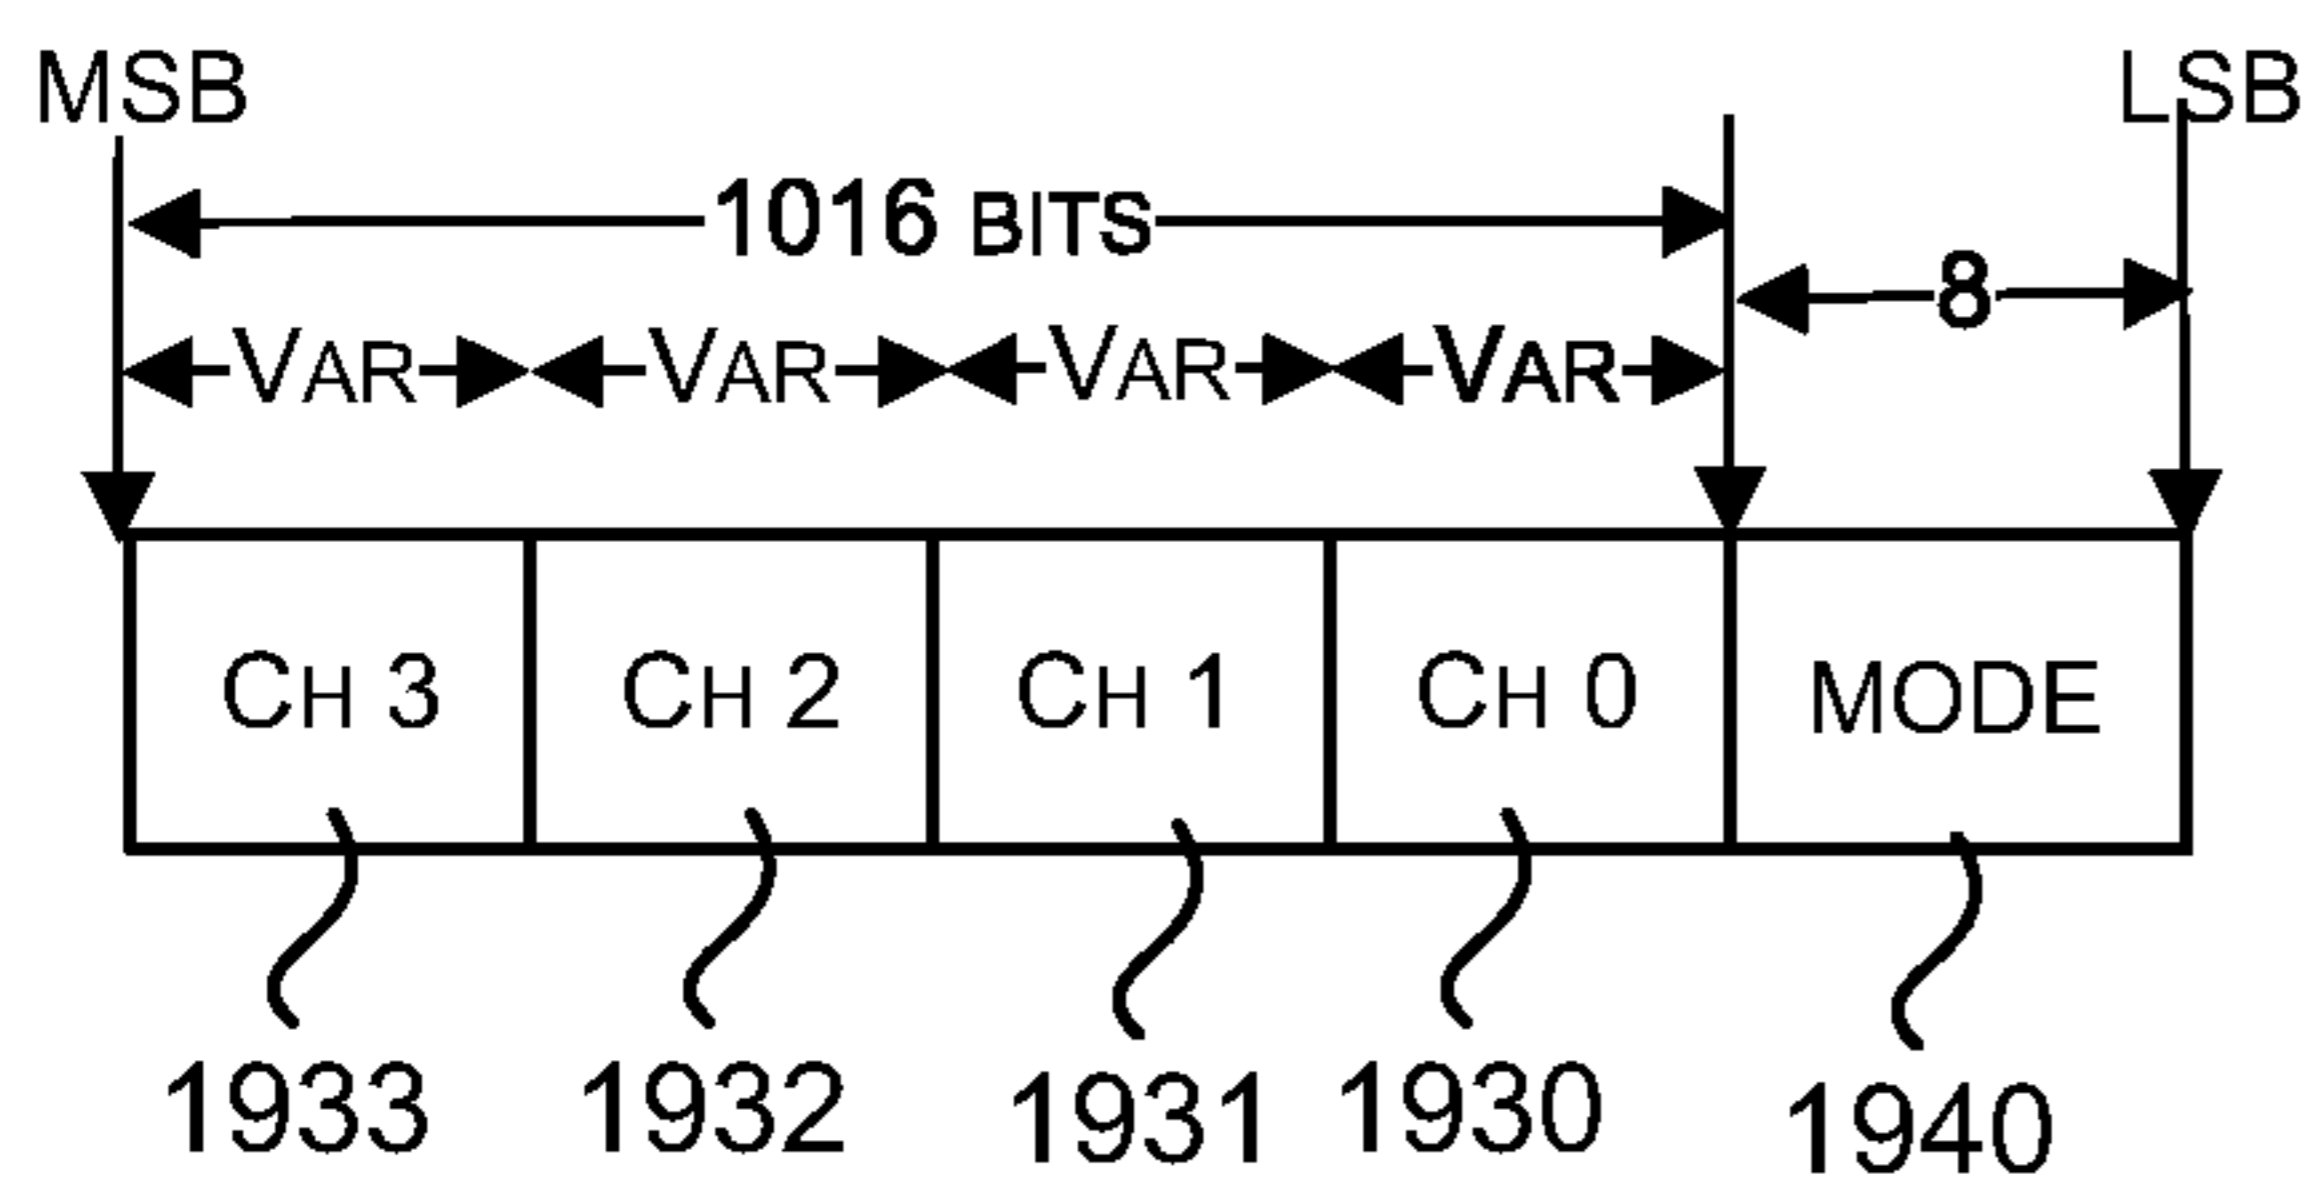 MSB LSB
1016 BITS
8
VAR VAR VAR VAR
CH 3 CH 2 CH 1 CH 0 MODE
1933 1932 1931 1930 1940